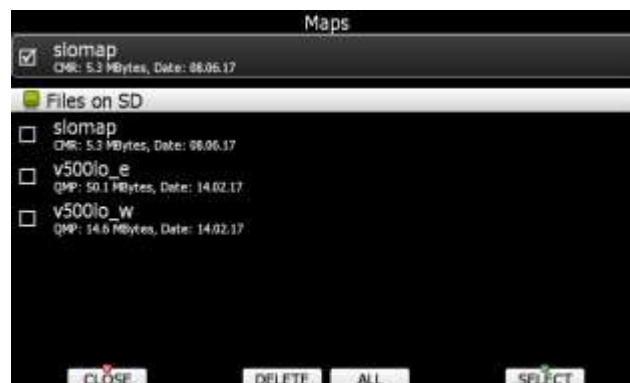 Maps
slomap
CMR: 5.3 MBytes, Date: 08.06.17
Files on SD
slomap
CMR: 5.3 MBytes, Date: 08.06.17
v500lo_e
QMP: 50.1 MBytes, Date: 14.02.17
v500lo_w
QMP: 14.6 MBytes, Date: 14.02.17
CLOSE DELETE ALL SELECT